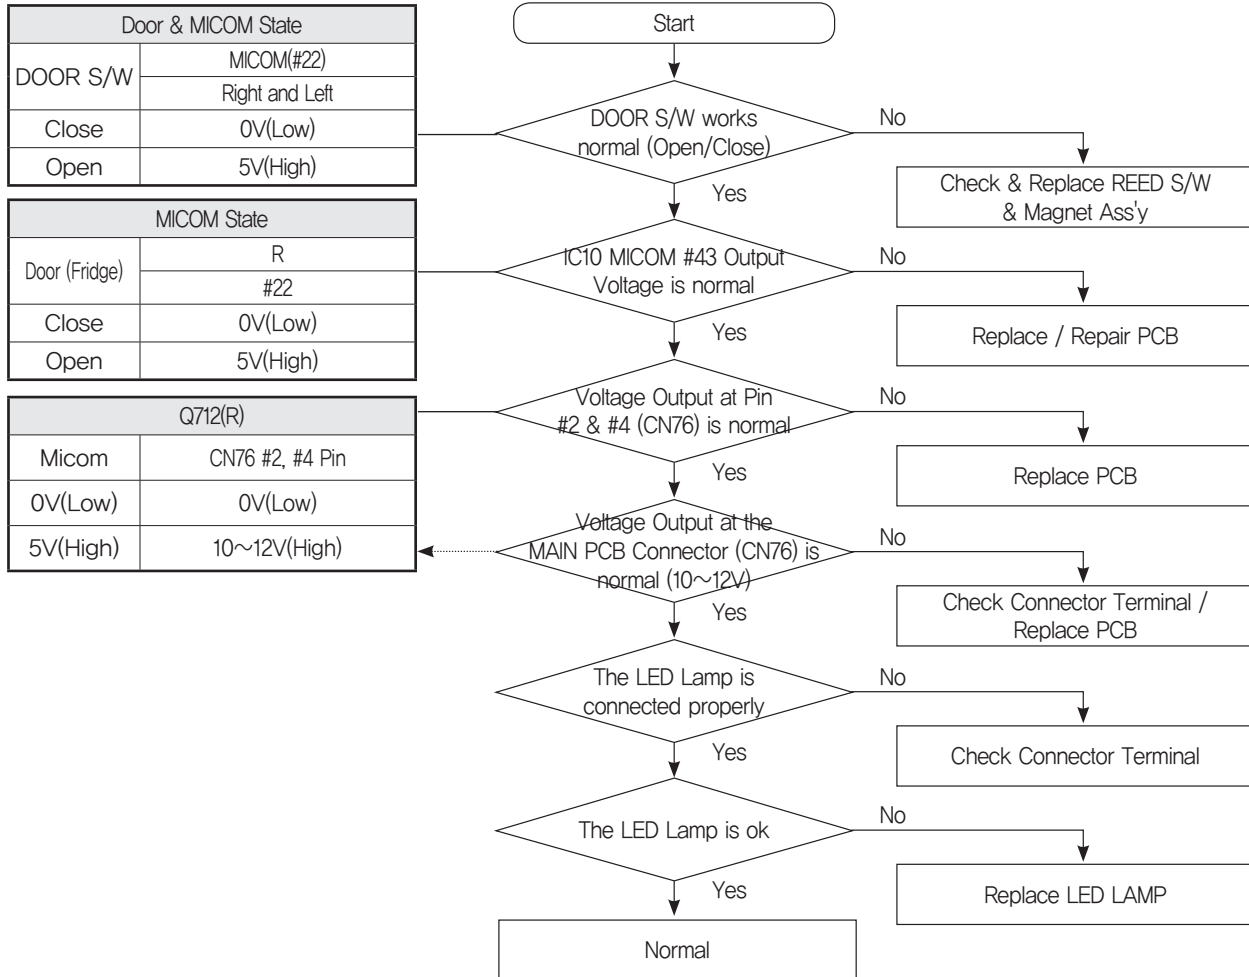 Door & MICOM State
DOOR S/W
MICOM(#22)
Right and Left
Close
0V(Low)
Open
5V(High)
MICOM State
Door (Fridge)
R
#22
Close
0V(Low)
Open
5V(High)
Q712(R)
Micom
CN76 #2, #4 Pin
0V(Low)
0V(Low)
5V(High)
10~12V(High)
Start
DOOR S/W works
normal (Open/Close)
No
Check & Replace REED S/W
& Magnet Ass'y
Yes
IC10 MICOM #43 Output
Voltage is normal
No
Replace / Repair PCB
Yes
Voltage Output at Pin
#2 & #4 (CN76) is normal
No
Replace PCB
Yes
Voltage Output at the
MAIN PCB Connector (CN76) is
normal (10~12V)
No
Check Connector Terminal /
Replace PCB
Yes
The LED Lamp is
connected properly
No
Check Connector Terminal
Yes
The LED Lamp is ok
No
Replace LED LAMP
Yes
Normal